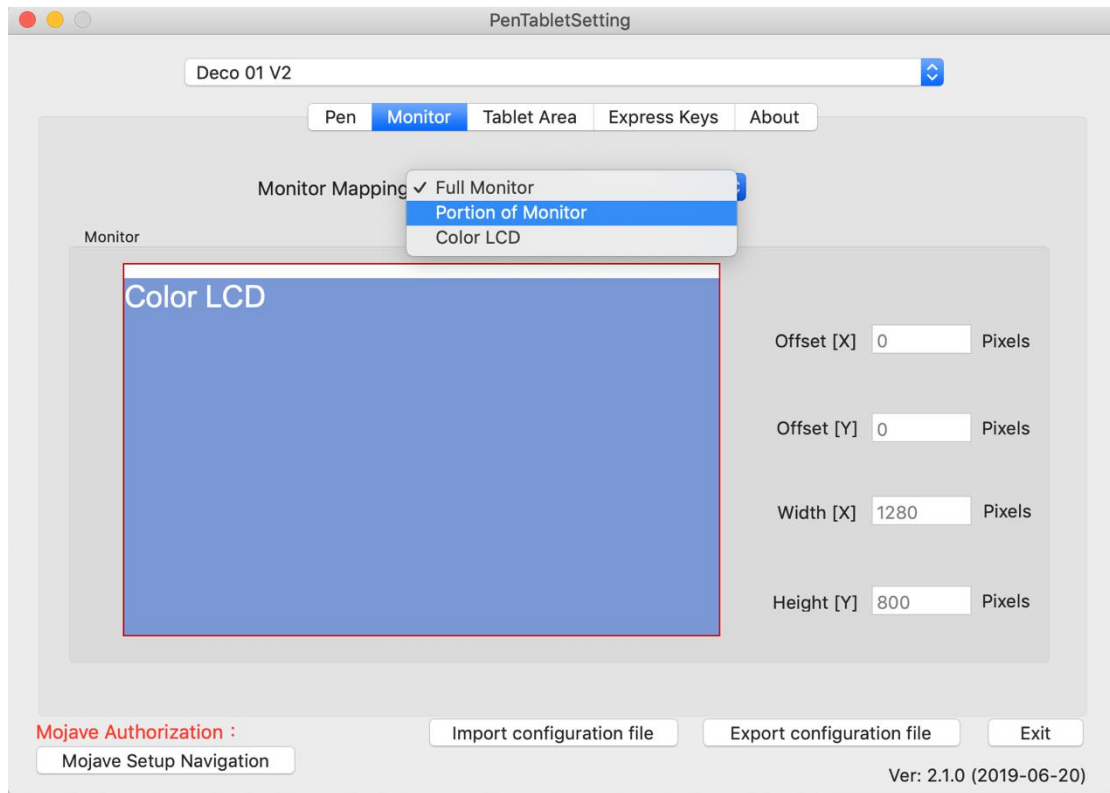 PenTabletSetting
Deco 01 V2
Pen Monitor Tablet Area Express Keys About
Monitor Mapping ✓ Full Monitor
Portion of Monitor
Color LCD
Monitor
Color LCD
Offset [X] 0 Pixels
Offset [Y] 0 Pixels
Width [X] 1280 Pixels
Height [Y] 800 Pixels
Mojave Authorization：
Import configuration file Export configuration file Exit
Mojave Setup Navigation
Ver: 2.1.0 (2019-06-20)